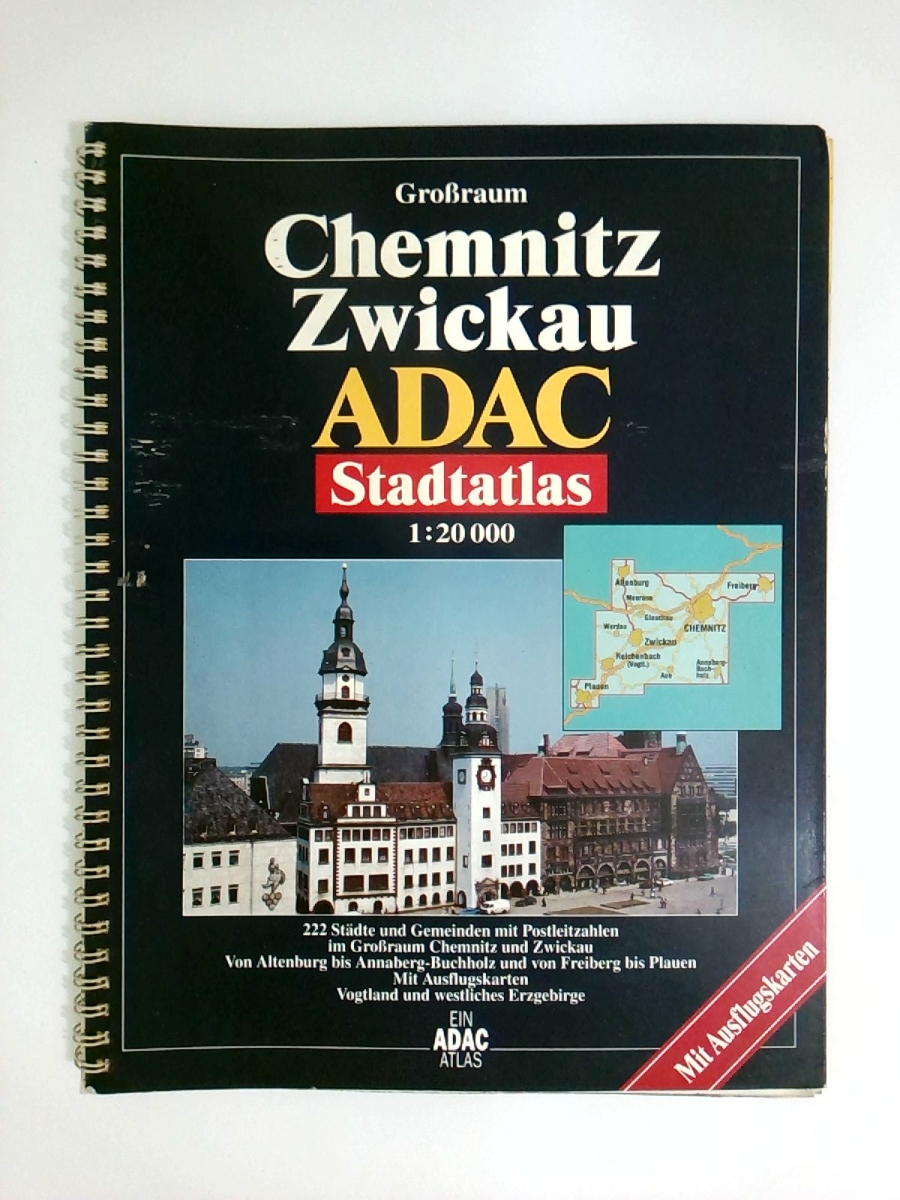 Großraum
Chemnitz
Zwickau
ADAC
Stadtatlas
1:20 000
Altenburg
Freiberg
Meerane
Glauchau
Werdau
CHEMNITZ
Zwickau
Reichenbach
(Vogtl.)
Aue
Annaberg-
Buch-
holz
Plauen
222 Städte und Gemeinden mit Postleitzahlen
im Großraum Chemnitz und Zwickau
Von Altenburg bis Annaberg-Buchholz und von Freiberg bis Plauen
Mit Ausflugskarten
Vogtland und westliches Erzgebirge
EIN
ADAC
ATLAS
Mit Ausflugskarten